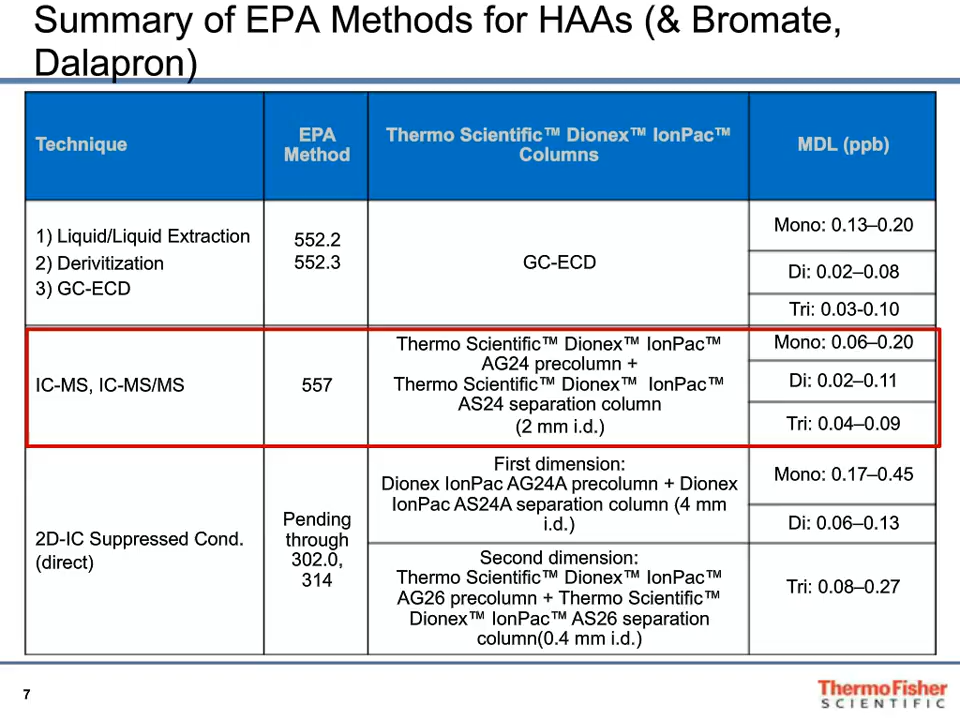 Summary of EPA Methods for HAAs (& Bromate,
Dalapron)
Technique
EPA
Method
Thermo Scientific™ Dionex™ IonPac™
Columns
MDL (ppb)
1) Liquid/Liquid Extraction
2) Derivitization
3) GC-ECD
552.2
552.3
GC-ECD
Mono: 0.13–0.20
Di: 0.02–0.08
Tri: 0.03-0.10
IC-MS, IC-MS/MS
557
Thermo Scientific™ Dionex™ IonPac™
AG24 precolumn +
Thermo Scientific™ Dionex™ IonPac™
AS24 separation column
(2 mm i.d.)
Mono: 0.06–0.20
Di: 0.02–0.11
Tri: 0.04–0.09
2D-IC Suppressed Cond.
(direct)
Pending
through
302.0,
314
First dimension:
Dionex IonPac AG24A precolumn + Dionex
IonPac AS24A separation column (4 mm
i.d.)
Second dimension:
Thermo Scientific™ Dionex™ IonPac™
AG26 precolumn + Thermo Scientific™
Dionex™ IonPac™ AS26 separation
column(0.4 mm i.d.)
Mono: 0.17–0.45
Di: 0.06–0.13
Tri: 0.08–0.27
7
ThermoFisher
SCIENTIFIC